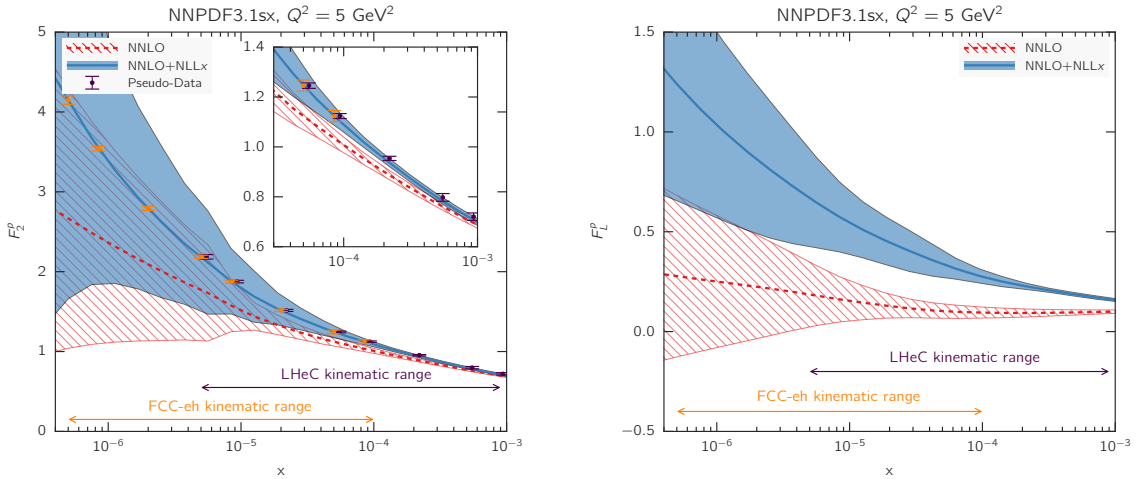 NNPDF3.1sx, Q² = 5 GeV²
NNLO
NNLO+NLLx
Pseudo-Data
5
4
3
2
1
0
F₂ᵖ
1.4
1.2
1.0
0.8
0.6
10⁻⁴
10⁻³
LHeC kinematic range
FCC-eh kinematic range
10⁻⁶
10⁻⁵
10⁻⁴
10⁻³
x
NNPDF3.1sx, Q² = 5 GeV²
NNLO
NNLO+NLLx
1.5
1.0
0.5
0.0
−0.5
F_Lᵖ
LHeC kinematic range
FCC-eh kinematic range
10⁻⁶
10⁻⁵
10⁻⁴
10⁻³
x